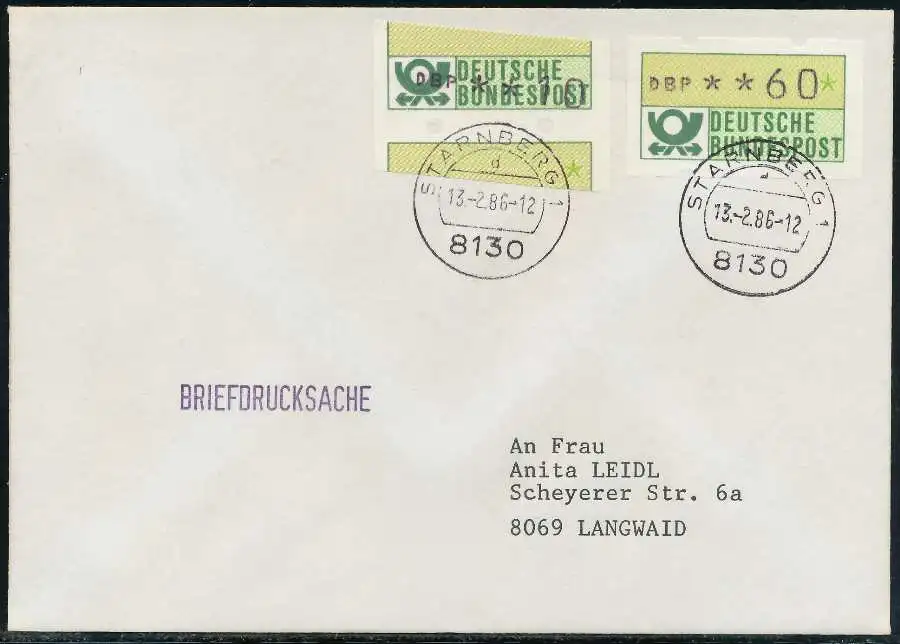 DEUTSCHE
DBP * * 10
BUNDESPOST
DBP * * 60
DEUTSCHE
BUNDESPOST
STARNBERG 1
d
13.-2.86-12
8130
STARNBERG 1
d
13.-2.86-12
8130
BRIEFDRUCKSACHE
An Frau
Anita LEIDL
Scheyerer Str. 6a
8069 LANGWAID